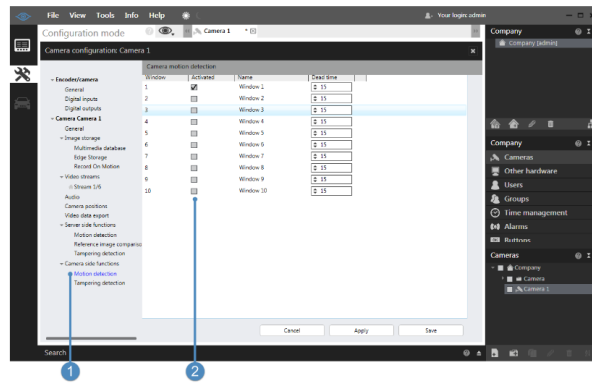 File View Tools Info Help
Your login: admin
Configuration mode
Camera 1 *
Company
Company (admin)
Camera configuration: Camera 1
Camera motion detection
Window Activated Name Dead time
1 Window 1 15
2 Window 2 15
3 Window 3 15
4 Window 4 15
5 Window 5 15
6 Window 6 15
7 Window 7 15
8 Window 8 15
9 Window 9 15
10 Window 10 15
Encoder/camera
General
Digital inputs
Digital outputs
Camera Camera 1
General
Image storage
Multimedia database
Edge Storage
Record On Motion
Video streams
Stream 1/6
Audio
Camera positions
Video data export
Server side functions
Motion detection
Reference image compariso
Tampering detection
Camera side functions
Motion detection
Tampering detection
Cancel Apply Save
Search
Company
Cameras
Other hardware
Users
Groups
Time management
Alarms
Buttons
Cameras
Company
Camera
Camera 1
1 2